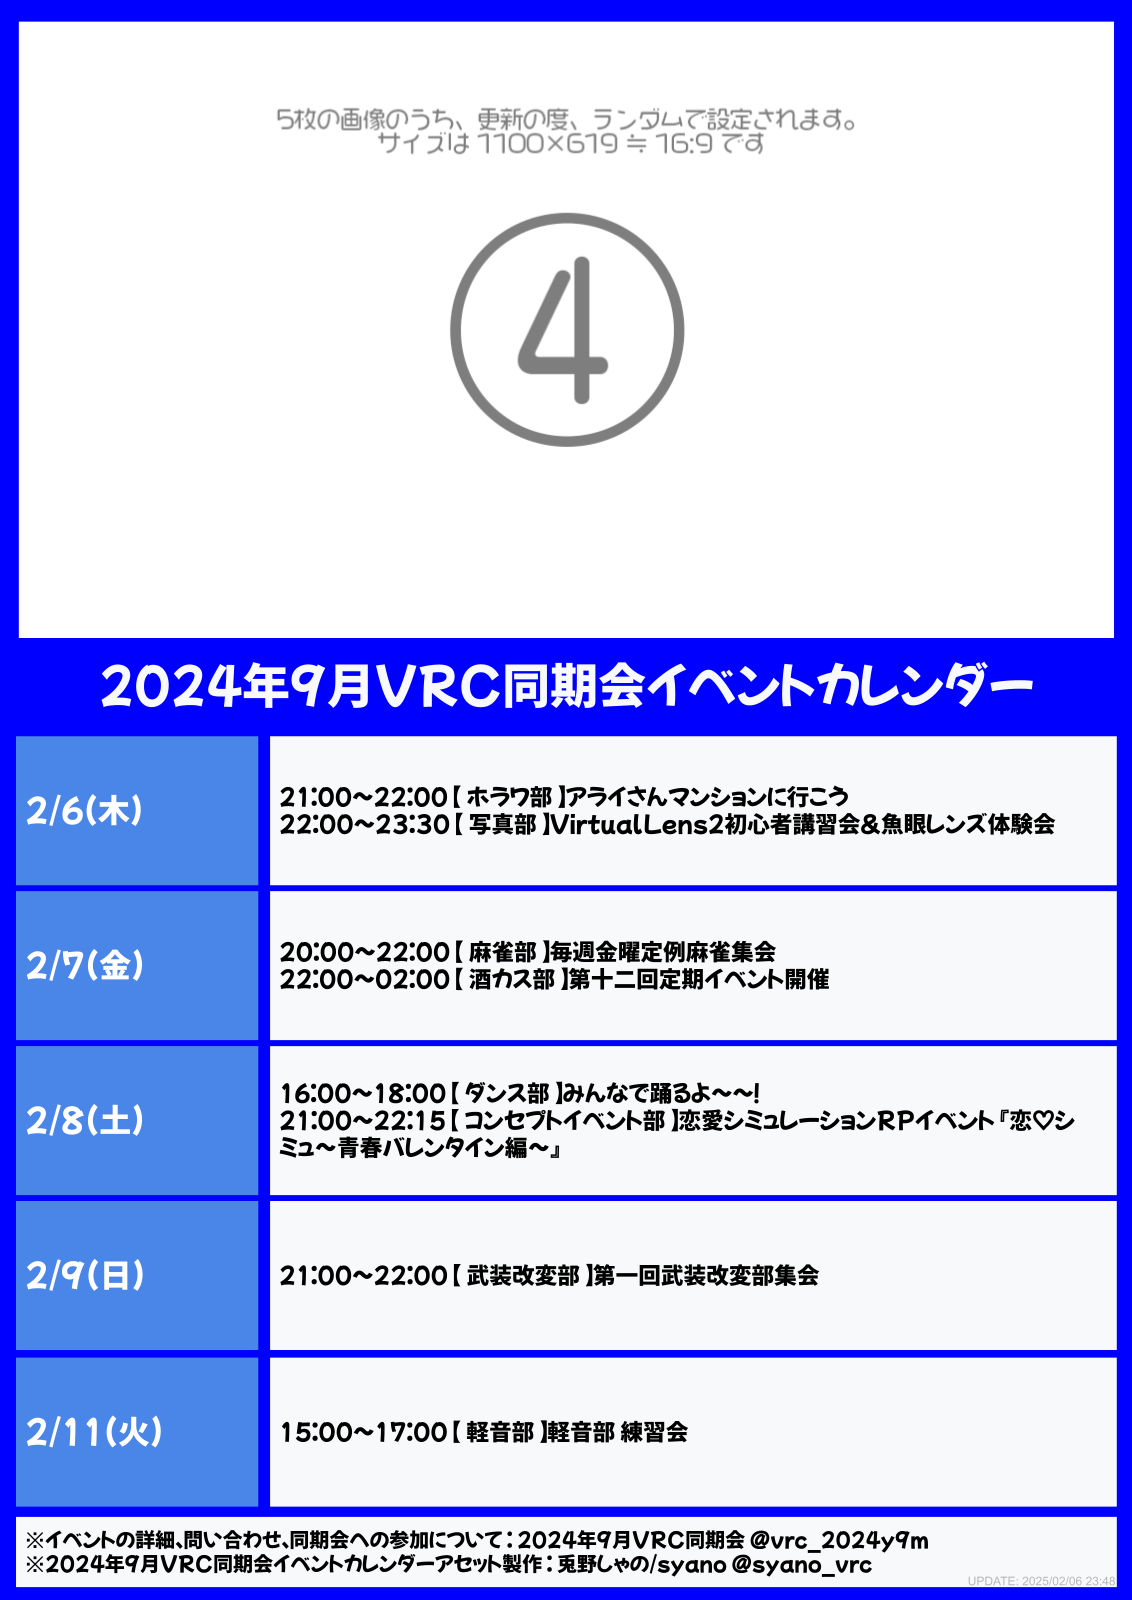 5枚の画像のうち、更新の度、ランダムで設定されます。
サイズは 1100×619 ≒ 16:9 です
4
2024年9月VRC同期会イベントカレンダー
2/6(木)
21:00～22:00【 ホラワ部 】アライさんマンションに行こう
22:00～23:30【 写真部 】VirtualLens2初心者講習会&魚眼レンズ体験会
2/7(金)
20:00～22:00【 麻雀部 】毎週金曜定例麻雀集会
22:00～02:00【 酒カス部 】第十二回定期イベント開催
2/8(土)
16:00～18:00【 ダンス部 】みんなで踊るよ～～!
21:00～22:15【 コンセプトイベント部 】恋愛シミュレーションRPイベント『恋♡シ
ミュ～青春バレンタイン編～』
2/9(日)
21:00～22:00【 武装改変部 】第一回武装改変部集会
2/11(火)
15:00～17:00【 軽音部 】軽音部 練習会
※イベントの詳細、問い合わせ、同期会への参加について：2024年9月VRC同期会 @vrc_2024y9m
※2024年9月VRC同期会イベントカレンダーアセット製作：兎野しゃの/syano @syano_vrc
UPDATE: 2025/02/06 23:48